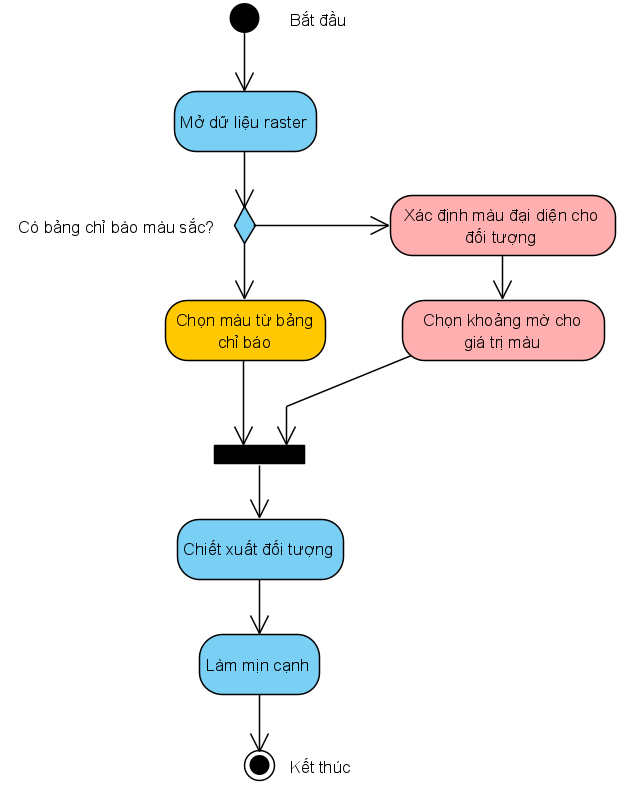 Bắt đầu
Mở dữ liệu raster
Có bảng chỉ báo màu sắc?
Xác định màu đại diện cho
đối tượng
Chọn màu từ bảng
chỉ báo
Chọn khoảng mờ cho
giá trị màu
Chiết xuất đối tượng
Làm mịn cạnh
Kết thúc